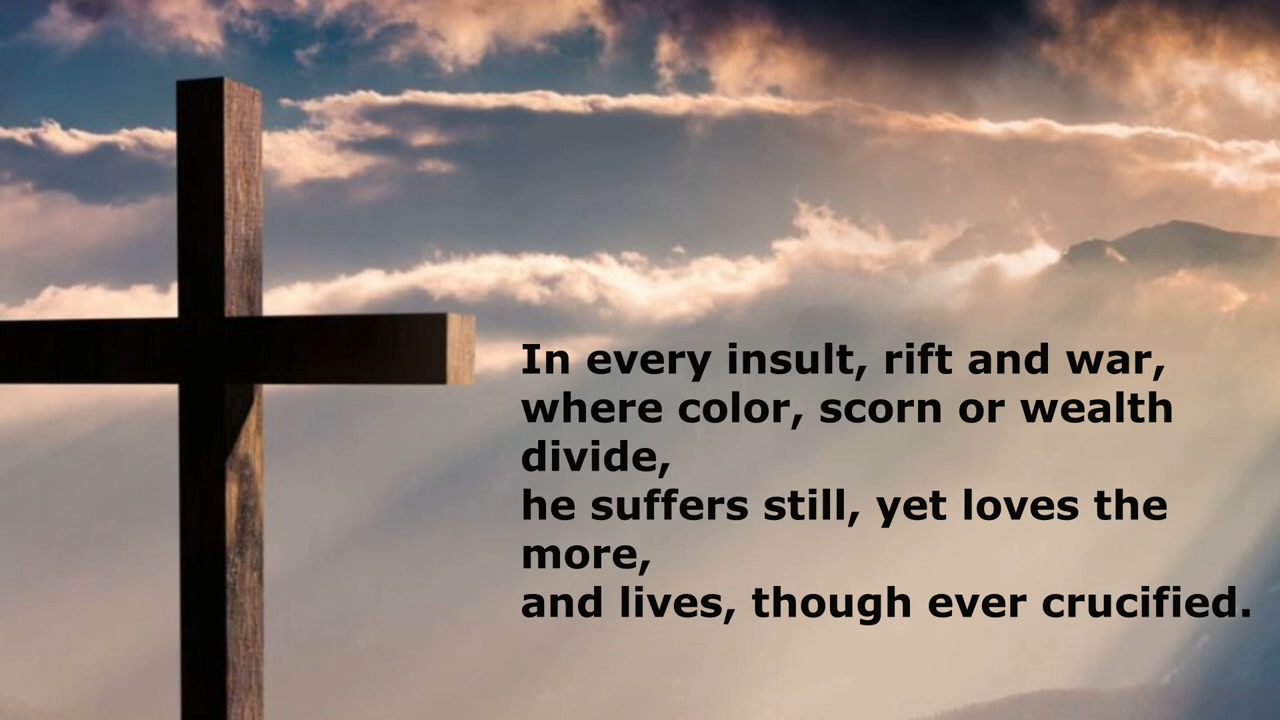 In every insult, rift and war,
where color, scorn or wealth
divide,
he suffers still, yet loves the
more,
and lives, though ever crucified.